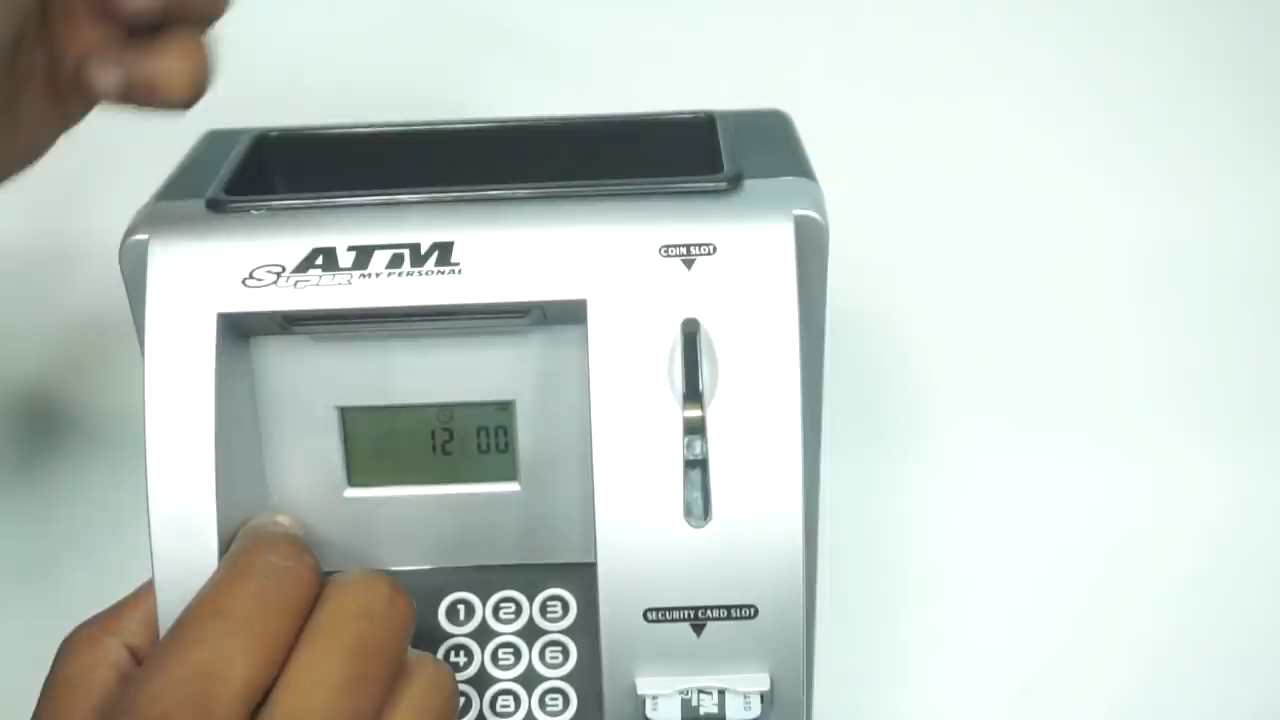 ATM
Super MY PERSONAL
COIN SLOT
12 00
1 2 3
4 5 6
8 9
SECURITY CARD SLOT
ATM